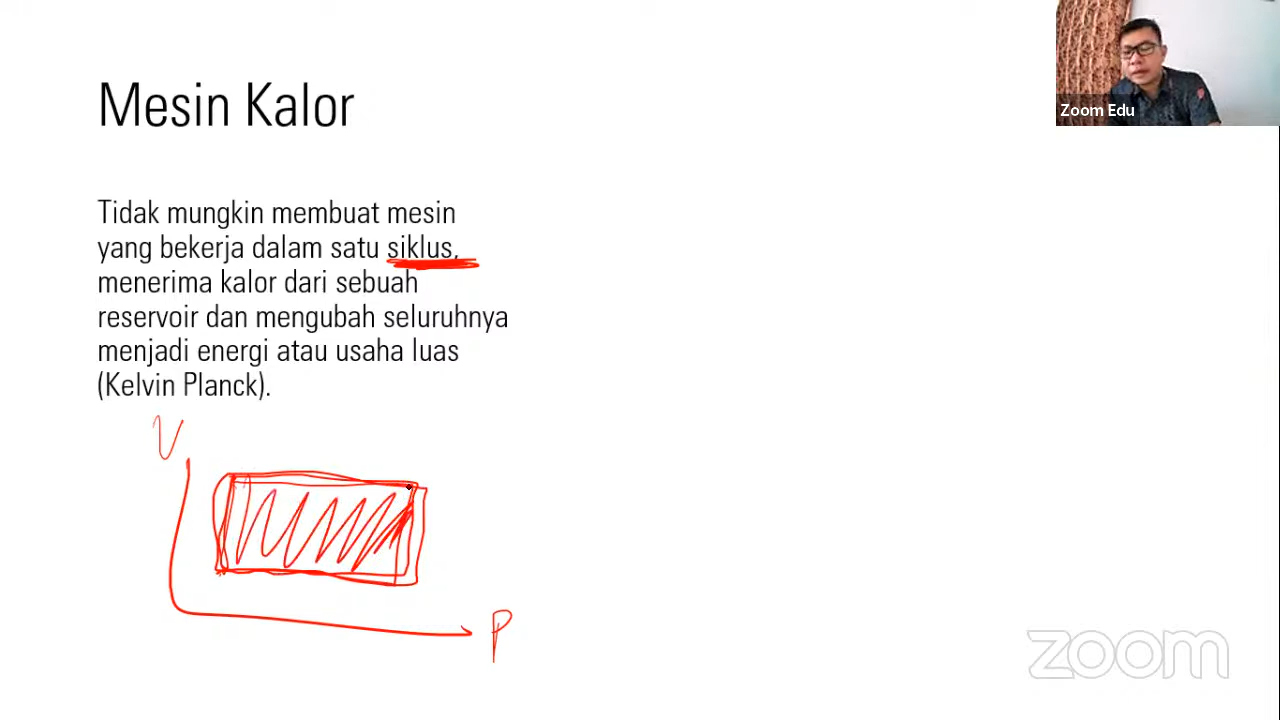 Mesin Kalor
Zoom Edu
Tidak mungkin membuat mesin
yang bekerja dalam satu siklus,
menerima kalor dari sebuah
reservoir dan mengubah seluruhnya
menjadi energi atau usaha luas
(Kelvin Planck).
V
P
zoom